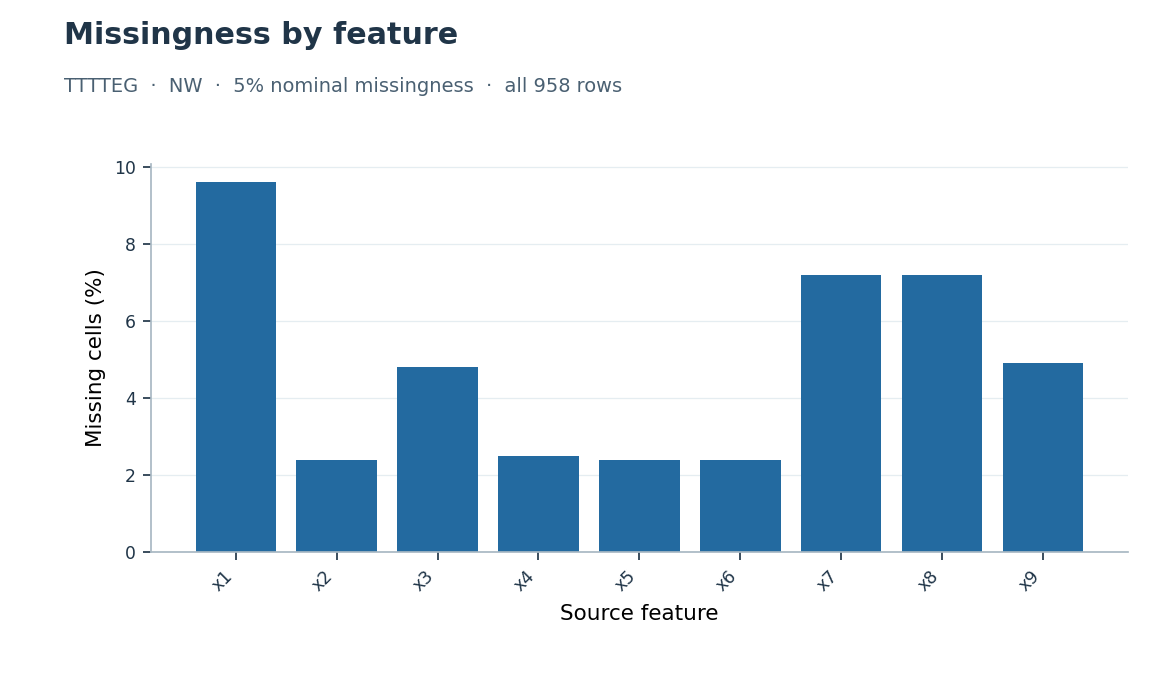 Missingness by feature
TTTTEG · NW · 5% nominal missingness · all 958 rows
10
8
6
4
2
0
Missing cells (%)
x1 x2 x3 x4 x5 x6 x7 x8 x9
Source feature